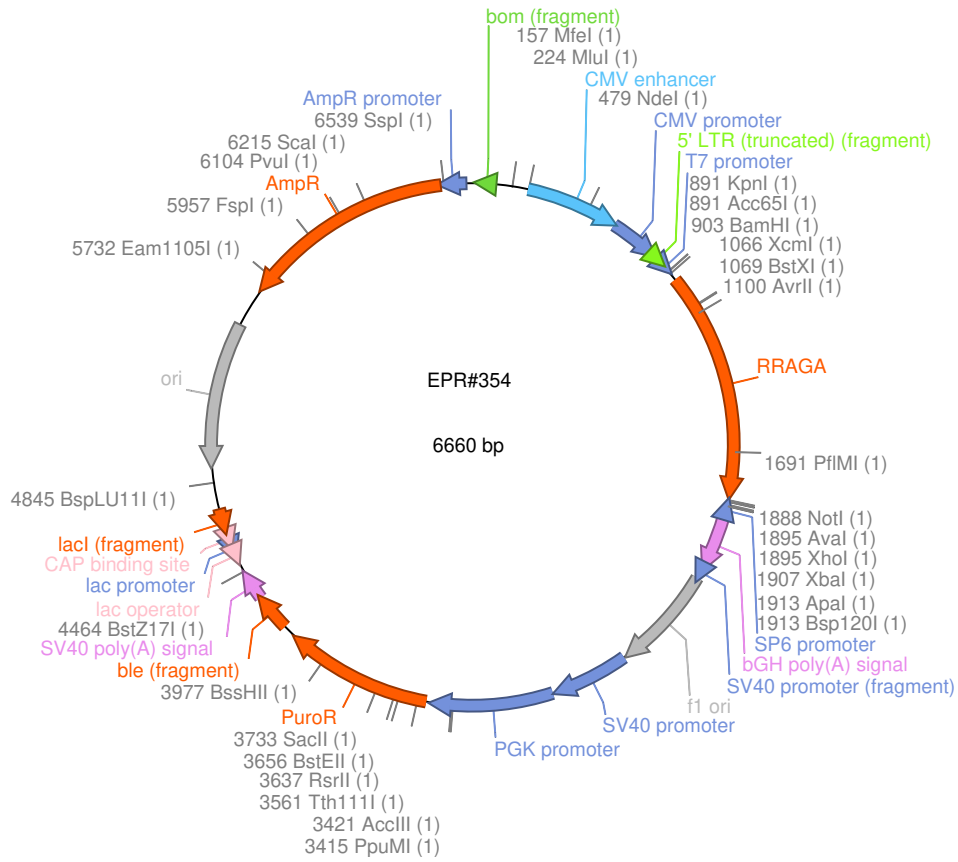 bom (fragment)
157 MfeI (1)
224 MluI (1)
CMV enhancer
479 NdeI (1)
CMV promoter
5' LTR (truncated) (fragment)
T7 promoter
891 KpnI (1)
891 Acc65I (1)
903 BamHI (1)
1066 XcmI (1)
1069 BstXI (1)
1100 AvrII (1)
RRAGA
1691 PflMI (1)
1888 NotI (1)
1895 AvaI (1)
1895 XhoI (1)
1907 XbaI (1)
1913 ApaI (1)
1913 Bsp120I (1)
SP6 promoter
bGH poly(A) signal
SV40 promoter (fragment)
f1 ori
SV40 promoter
PGK promoter
3415 PpuMI (1)
3421 AccIII (1)
3561 Tth111I (1)
3637 RsrII (1)
3656 BstEII (1)
3733 SacII (1)
PuroR
3977 BssHII (1)
ble (fragment)
SV40 poly(A) signal
4464 BstZ17I (1)
lac operator
lac promoter
CAP binding site
lacI (fragment)
4845 BspLU11I (1)
ori
5732 Eam1105I (1)
5957 FspI (1)
AmpR
6104 PvuI (1)
6215 ScaI (1)
6539 SspI (1)
AmpR promoter
EPR#354
6660 bp